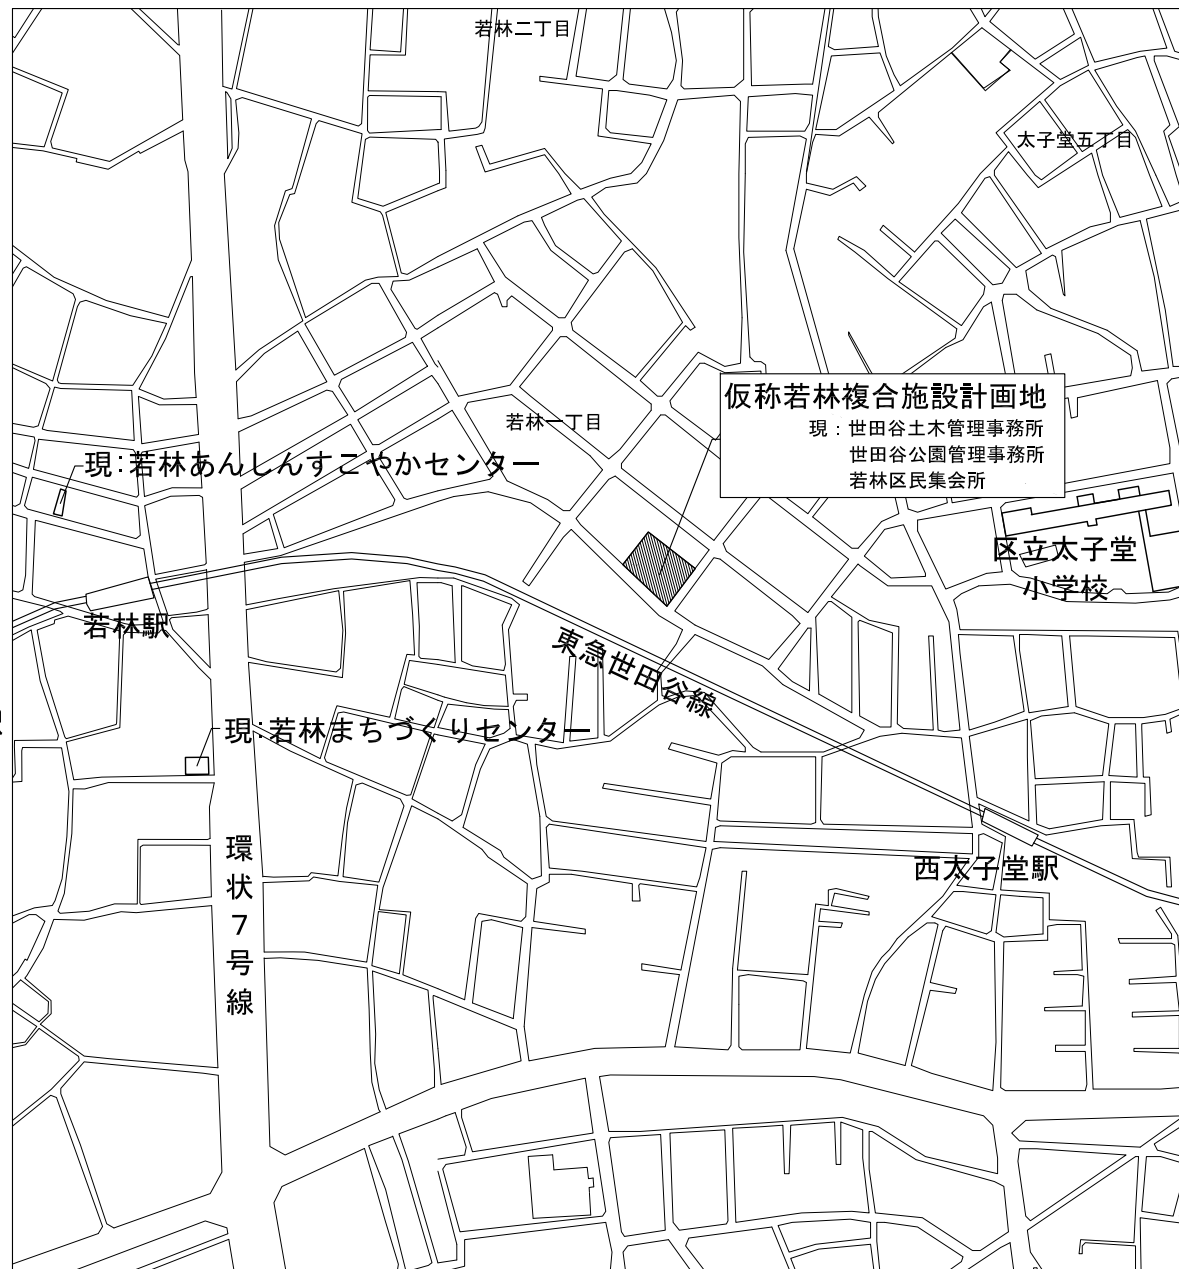 若林二丁目
太子堂五丁目
仮称若林複合施設計画地
現：世田谷土木管理事務所
世田谷公園管理事務所
若林区民集会所
若林一丁目
現：若林あんしんすこやかセンター
区立太子堂
小学校
若林駅
東急世田谷線
現：若林まちづくりセンター
環状7号線
西太子堂駅